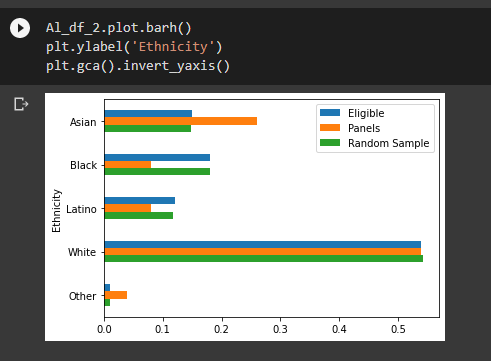 Al_df_2.plot.barh()
plt.ylabel('Ethnicity')
plt.gca().invert_yaxis()
Eligible
Panels
Random Sample
Asian
Black
Latino
White
Other
Ethnicity
0.0 0.1 0.2 0.3 0.4 0.5